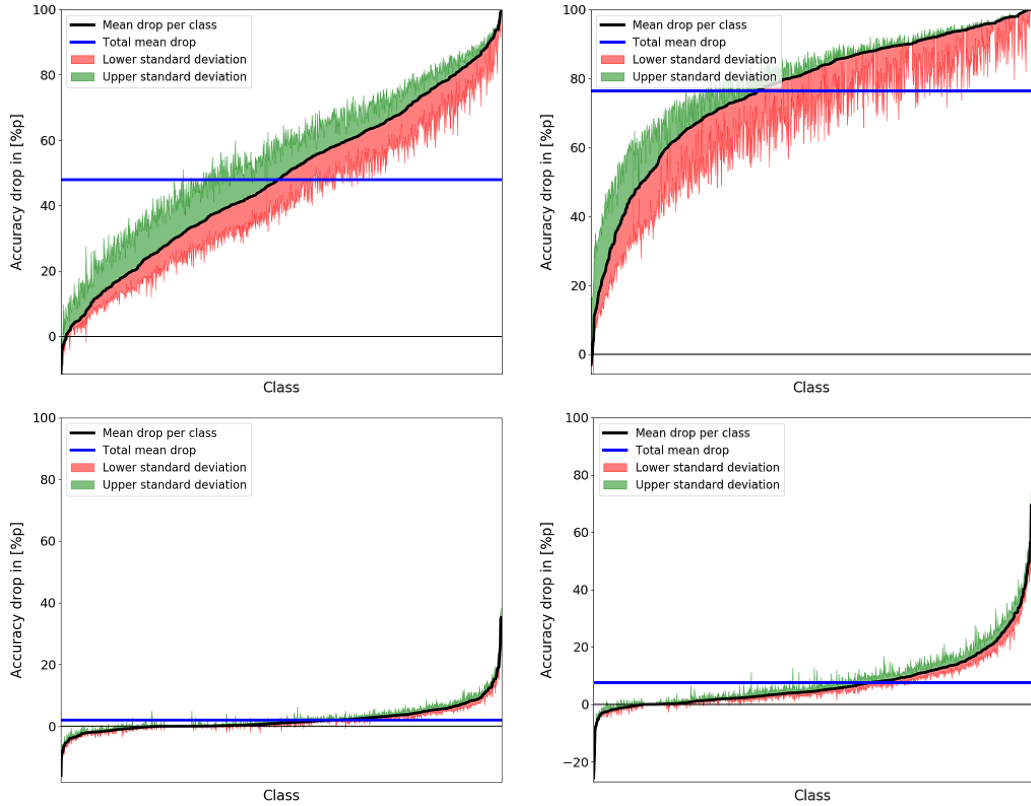 100
80
60
40
20
0
Accuracy drop in [%p]
Mean drop per class
Total mean drop
Lower standard deviation
Upper standard deviation
Class
100
80
60
40
20
0
Accuracy drop in [%p]
Mean drop per class
Total mean drop
Lower standard deviation
Upper standard deviation
Class
100
80
60
40
20
0
Accuracy drop in [%p]
Mean drop per class
Total mean drop
Lower standard deviation
Upper standard deviation
Class
100
80
60
40
20
0
−20
Accuracy drop in [%p]
Mean drop per class
Total mean drop
Lower standard deviation
Upper standard deviation
Class